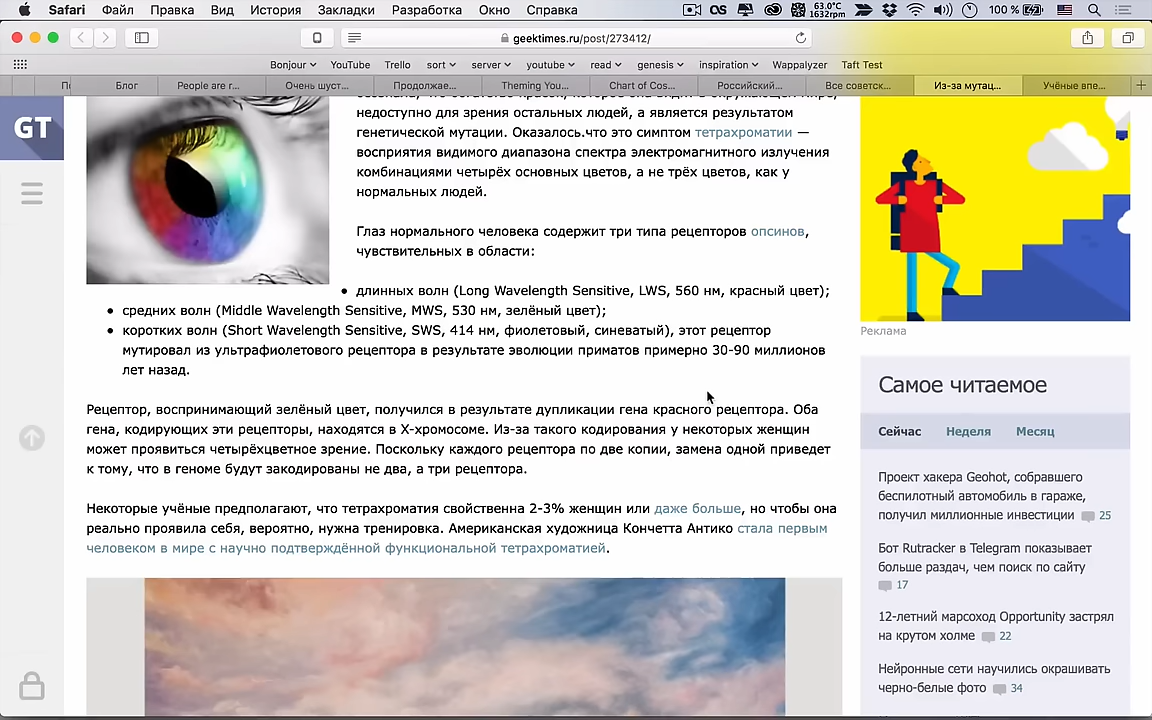 Safari Файл Правка Вид История Закладки Разработка Окно Справка
OS 63.0°C 1632rpm 100 %
geektimes.ru/post/273412/
Bonjour YouTube Trello sort server youtube read genesis inspiration Wappalyzer Taft Test
Пι Блог People are r... Очень шуст... Продолжае... Theming You... Chart of Cos... Российский... Все советск... Из-за мутац... Учёные впе...
GT
недоступно для зрения остальных людей, а является результатом
генетической мутации. Оказалось.что это симптом тетрахроматии —
восприятия видимого диапазона спектра электромагнитного излучения
комбинациями четырёх основных цветов, а не трёх цветов, как у
нормальных людей.
Глаз нормального человека содержит три типа рецепторов опсинов,
чувствительных в области:
• длинных волн (Long Wavelength Sensitive, LWS, 560 нм, красный цвет);
• средних волн (Middle Wavelength Sensitive, MWS, 530 нм, зелёный цвет);
• коротких волн (Short Wavelength Sensitive, SWS, 414 нм, фиолетовый, синеватый), этот рецептор
мутировал из ультрафиолетового рецептора в результате эволюции приматов примерно 30-90 миллионов
лет назад.
Рецептор, воспринимающий зелёный цвет, получился в результате дупликации гена красного рецептора. Оба
гена, кодирующих эти рецепторы, находятся в X-хромосоме. Из-за такого кодирования у некоторых женщин
может проявиться четырёхцветное зрение. Поскольку каждого рецептора по две копии, замена одной приведет
к тому, что в геноме будут закодированы не два, а три рецептора.
Некоторые учёные предполагают, что тетрахроматия свойственна 2-3% женщин или даже больше, но чтобы она
реально проявила себя, вероятно, нужна тренировка. Американская художница Кончетта Антико стала первым
человеком в мире с научно подтверждённой функциональной тетрахроматией.
Реклама
Самое читаемое
Сейчас Неделя Месяц
Проект хакера Geohot, собравшего
беспилотный автомобиль в гараже,
получил миллионные инвестиции 25
Бот Rutracker в Telegram показывает
больше раздач, чем поиск по сайту
17
12-летний марсоход Opportunity застрял
на крутом холме 22
Нейронные сети научились окрашивать
черно-белые фото 34